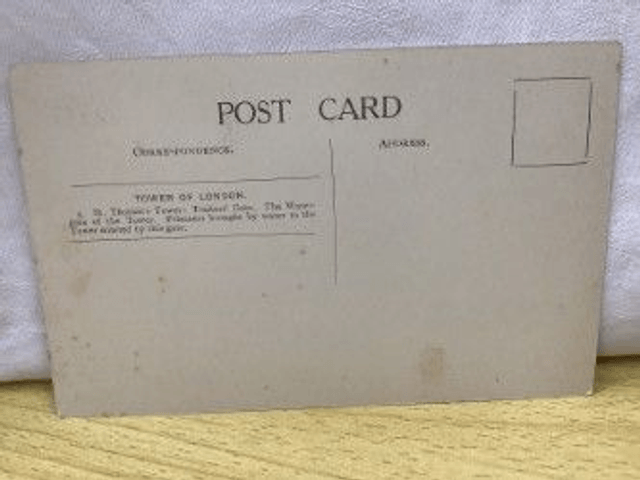 POST CARD
CORRESPONDENCE.
ADDRESS.
TOWER OF LONDON.
St. Thomas's Tower. Traitors' Gate. The Water-
gate of the Tower. Prisoners brought by water to the
Tower entered by this gate.